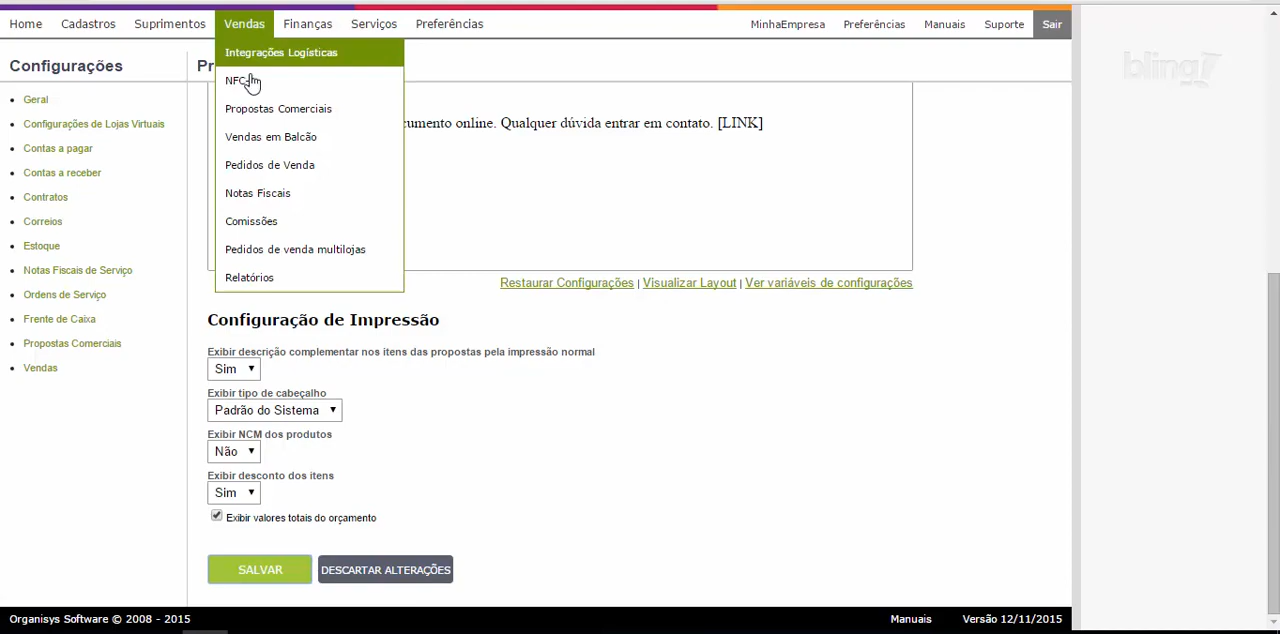 Home Cadastros Suprimentos Vendas Finanças Serviços Preferências MinhaEmpresa Preferências Manuais Suporte Sair
Configurações
Geral
Configurações de Lojas Virtuais
Contas a pagar
Contas a receber
Contratos
Correios
Estoque
Notas Fiscais de Serviço
Ordens de Serviço
Frente de Caixa
Propostas Comerciais
Vendas
Integrações Logísticas
Propostas Comerciais
Vendas em Balcão
Pedidos de Venda
Notas Fiscais
Comissões
Pedidos de venda multilojas
Relatórios
online. Qualquer dúvida entrar em contato. [LINK]
Restaurar Configurações | Visualizar Layout | Ver variáveis de configurações
Configuração de Impressão
Exibir descrição complementar nos itens das propostas pela impressão normal
Sim
Exibir tipo de cabeçalho
Padrão do Sistema
Exibir NCM dos produtos
Não
Exibir desconto dos itens
Sim
Exibir valores totais do orçamento
SALVAR DESCARTAR ALTERAÇÕES
bling
Organisys Software © 2008 - 2015 Manuais Versão 12/11/2015